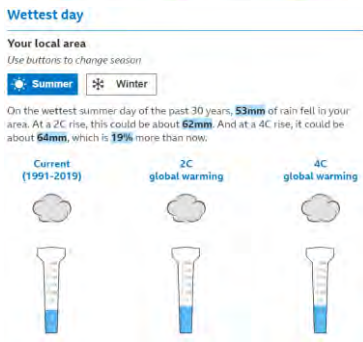 Wettest day
Your local area
Use buttons to change season
Summer
Winter
On the wettest summer day of the past 30 years, 53mm of rain fell in your
area. At a 2C rise, this could be about 62mm. And at a 4C rise, it could be
about 64mm, which is 19% more than now.
Current
(1991-2019)
2C
global warming
4C
global warming